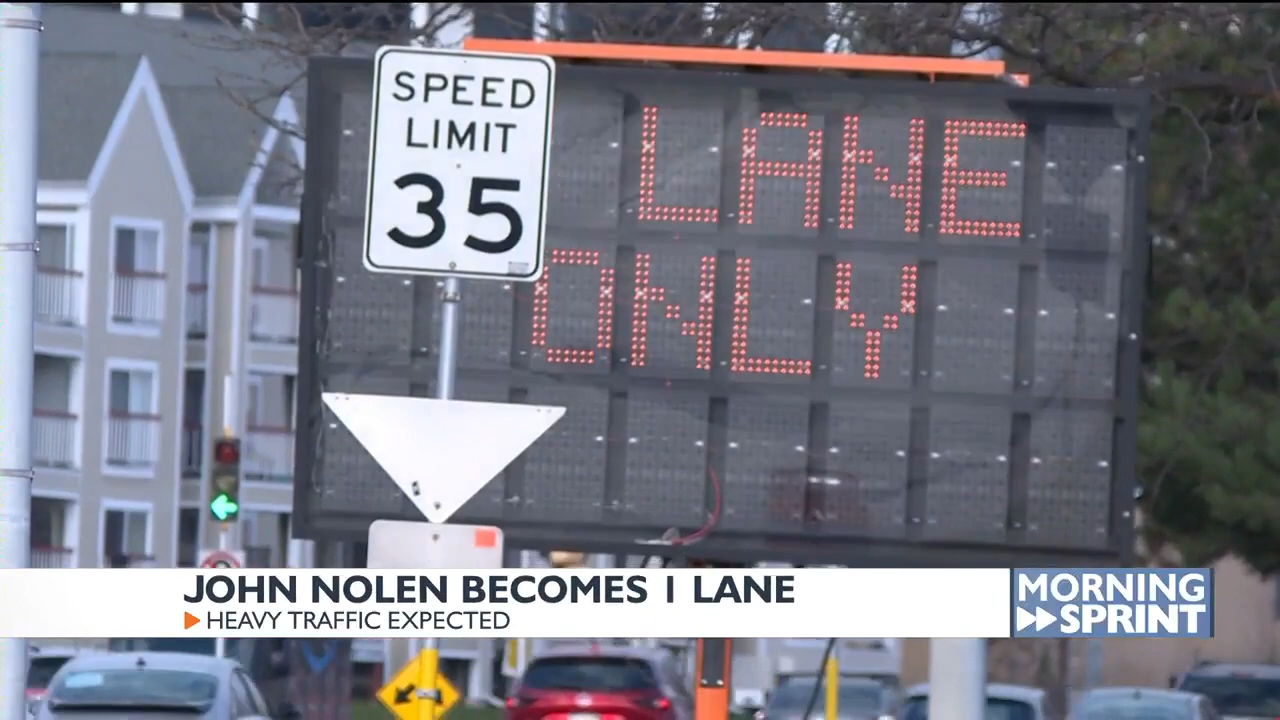 SPEED
LIMIT
35
LANE
ONLY
JOHN NOLEN BECOMES 1 LANE
HEAVY TRAFFIC EXPECTED
MORNING
SPRINT